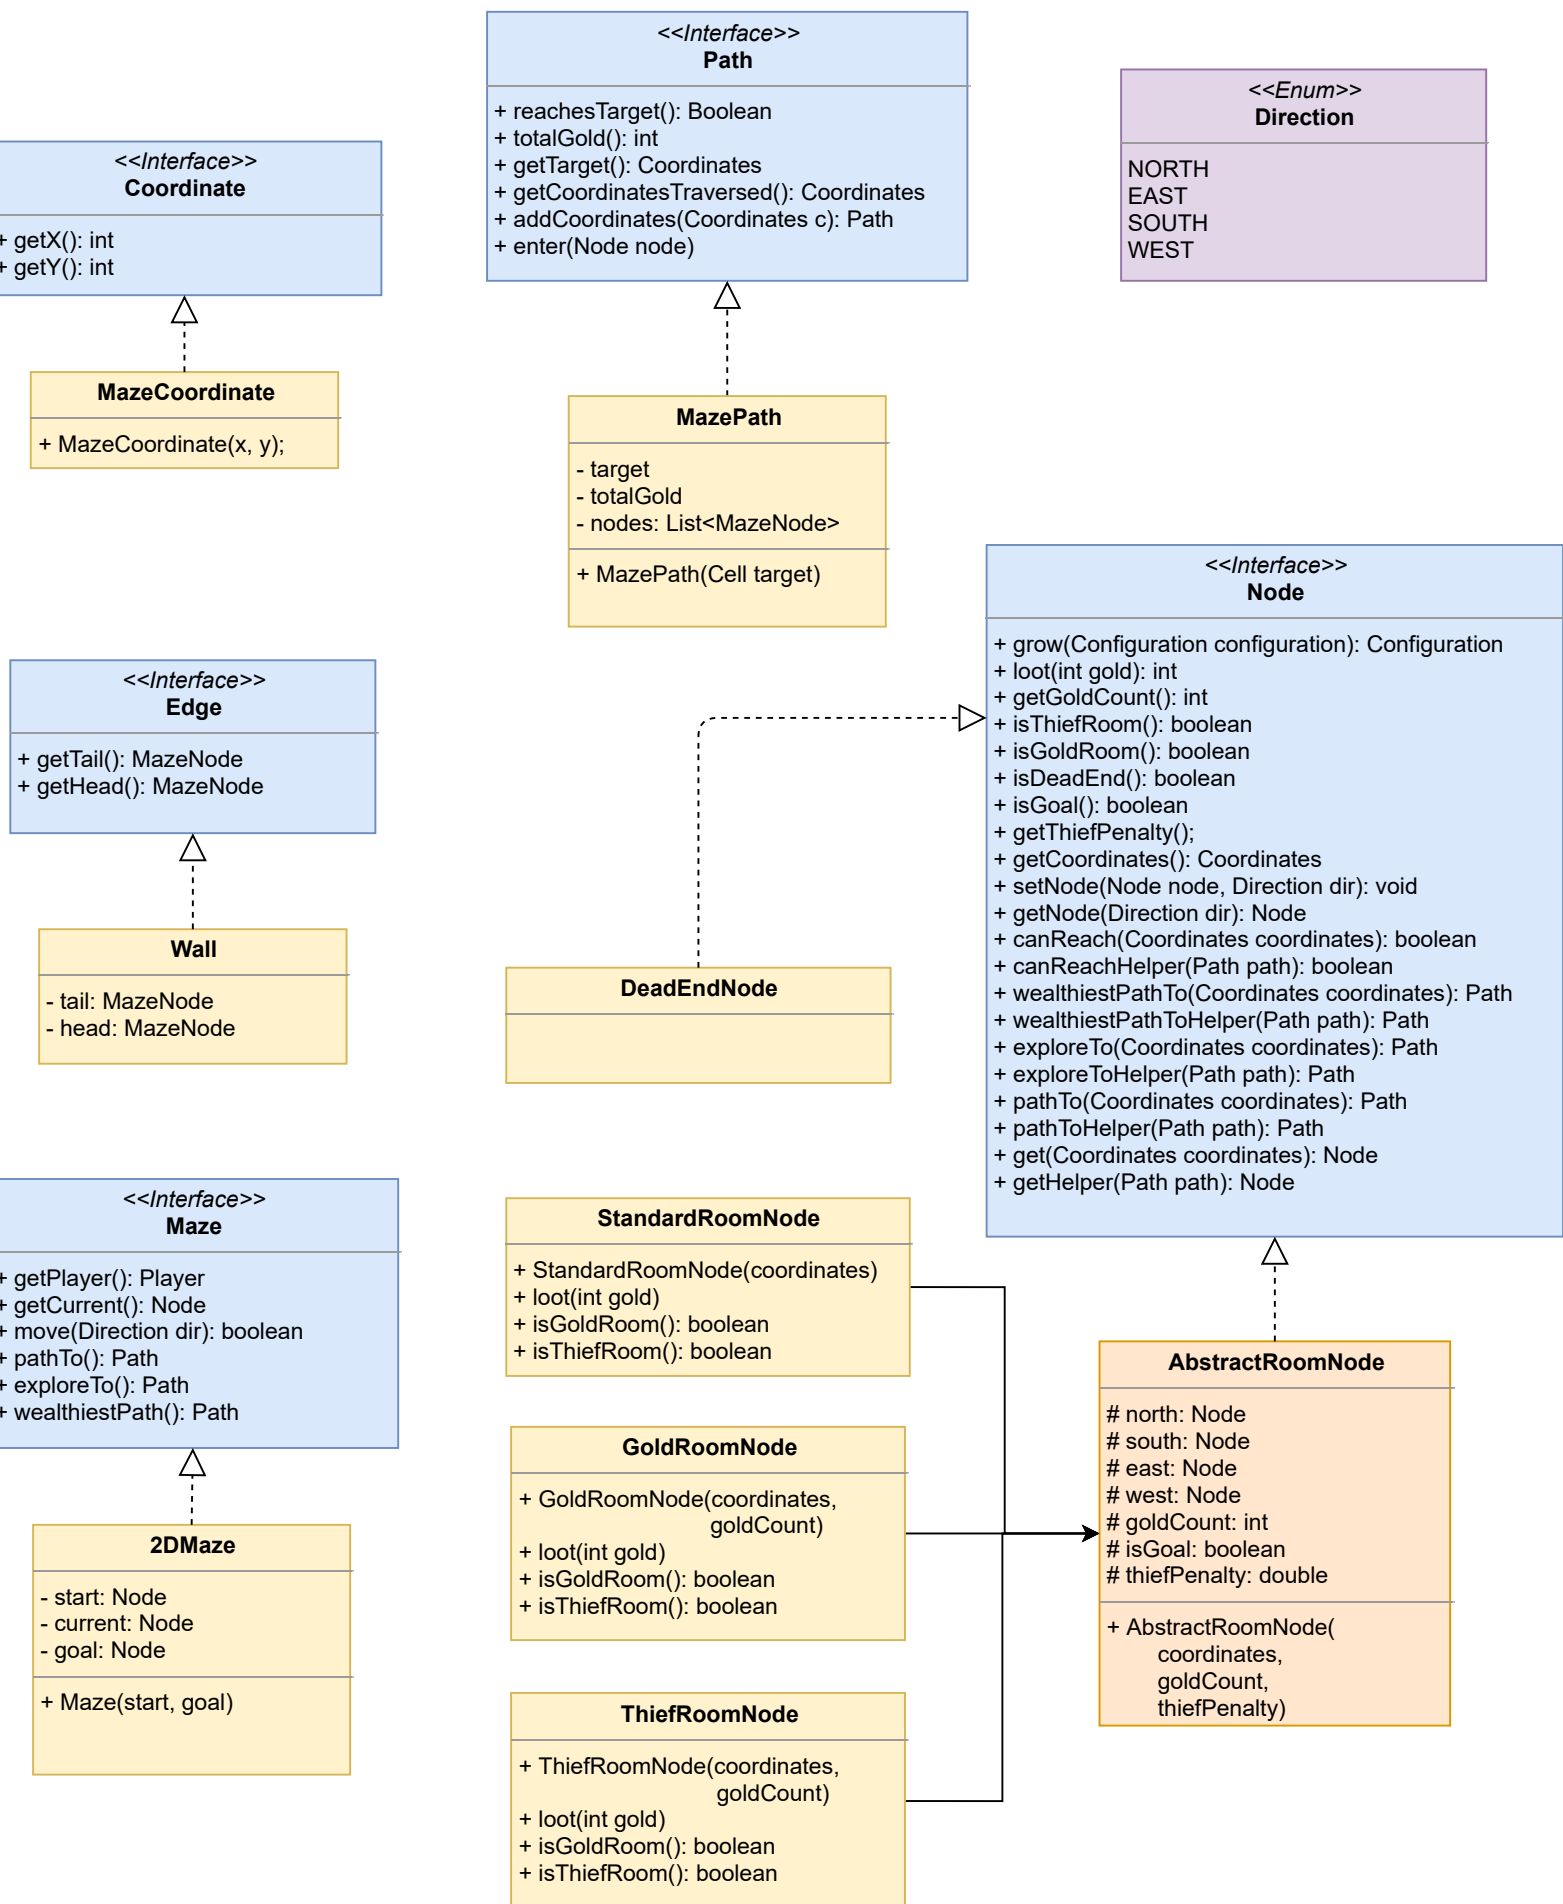 <<Interface>>
Path
+ reachesTarget(): Boolean
+ totalGold(): int
+ getTarget(): Coordinates
+ getCoordinatesTraversed(): Coordinates
+ addCoordinates(Coordinates c): Path
+ enter(Node node)
<<Enum>>
Direction
NORTH
EAST
SOUTH
WEST
<<Interface>>
Coordinate
+ getX(): int
+ getY(): int
MazeCoordinate
+ MazeCoordinate(x, y);
MazePath
- target
- totalGold
- nodes: List<MazeNode>
+ MazePath(Cell target)
<<Interface>>
Node
+ grow(Configuration configuration): Configuration
+ loot(int gold): int
+ getGoldCount(): int
+ isThiefRoom(): boolean
+ isGoldRoom(): boolean
+ isDeadEnd(): boolean
+ isGoal(): boolean
+ getThiefPenalty();
+ getCoordinates(): Coordinates
+ setNode(Node node, Direction dir): void
+ getNode(Direction dir): Node
+ canReach(Coordinates coordinates): boolean
+ canReachHelper(Path path): boolean
+ wealthiestPathTo(Coordinates coordinates): Path
+ wealthiestPathToHelper(Path path): Path
+ exploreTo(Coordinates coordinates): Path
+ exploreToHelper(Path path): Path
+ pathTo(Coordinates coordinates): Path
+ pathToHelper(Path path): Path
+ get(Coordinates coordinates): Node
+ getHelper(Path path): Node
<<Interface>>
Edge
+ getTail(): MazeNode
+ getHead(): MazeNode
Wall
- tail: MazeNode
- head: MazeNode
DeadEndNode
<<Interface>>
Maze
+ getPlayer(): Player
+ getCurrent(): Node
+ move(Direction dir): boolean
+ pathTo(): Path
+ exploreTo(): Path
+ wealthiestPath(): Path
StandardRoomNode
+ StandardRoomNode(coordinates)
+ loot(int gold)
+ isGoldRoom(): boolean
+ isThiefRoom(): boolean
AbstractRoomNode
# north: Node
# south: Node
# east: Node
# west: Node
# goldCount: int
# isGoal: boolean
# thiefPenalty: double
+ AbstractRoomNode(
coordinates,
goldCount,
thiefPenalty)
GoldRoomNode
+ GoldRoomNode(coordinates,
goldCount)
+ loot(int gold)
+ isGoldRoom(): boolean
+ isThiefRoom(): boolean
2DMaze
- start: Node
- current: Node
- goal: Node
+ Maze(start, goal)
ThiefRoomNode
+ ThiefRoomNode(coordinates,
goldCount)
+ loot(int gold)
+ isGoldRoom(): boolean
+ isThiefRoom(): boolean